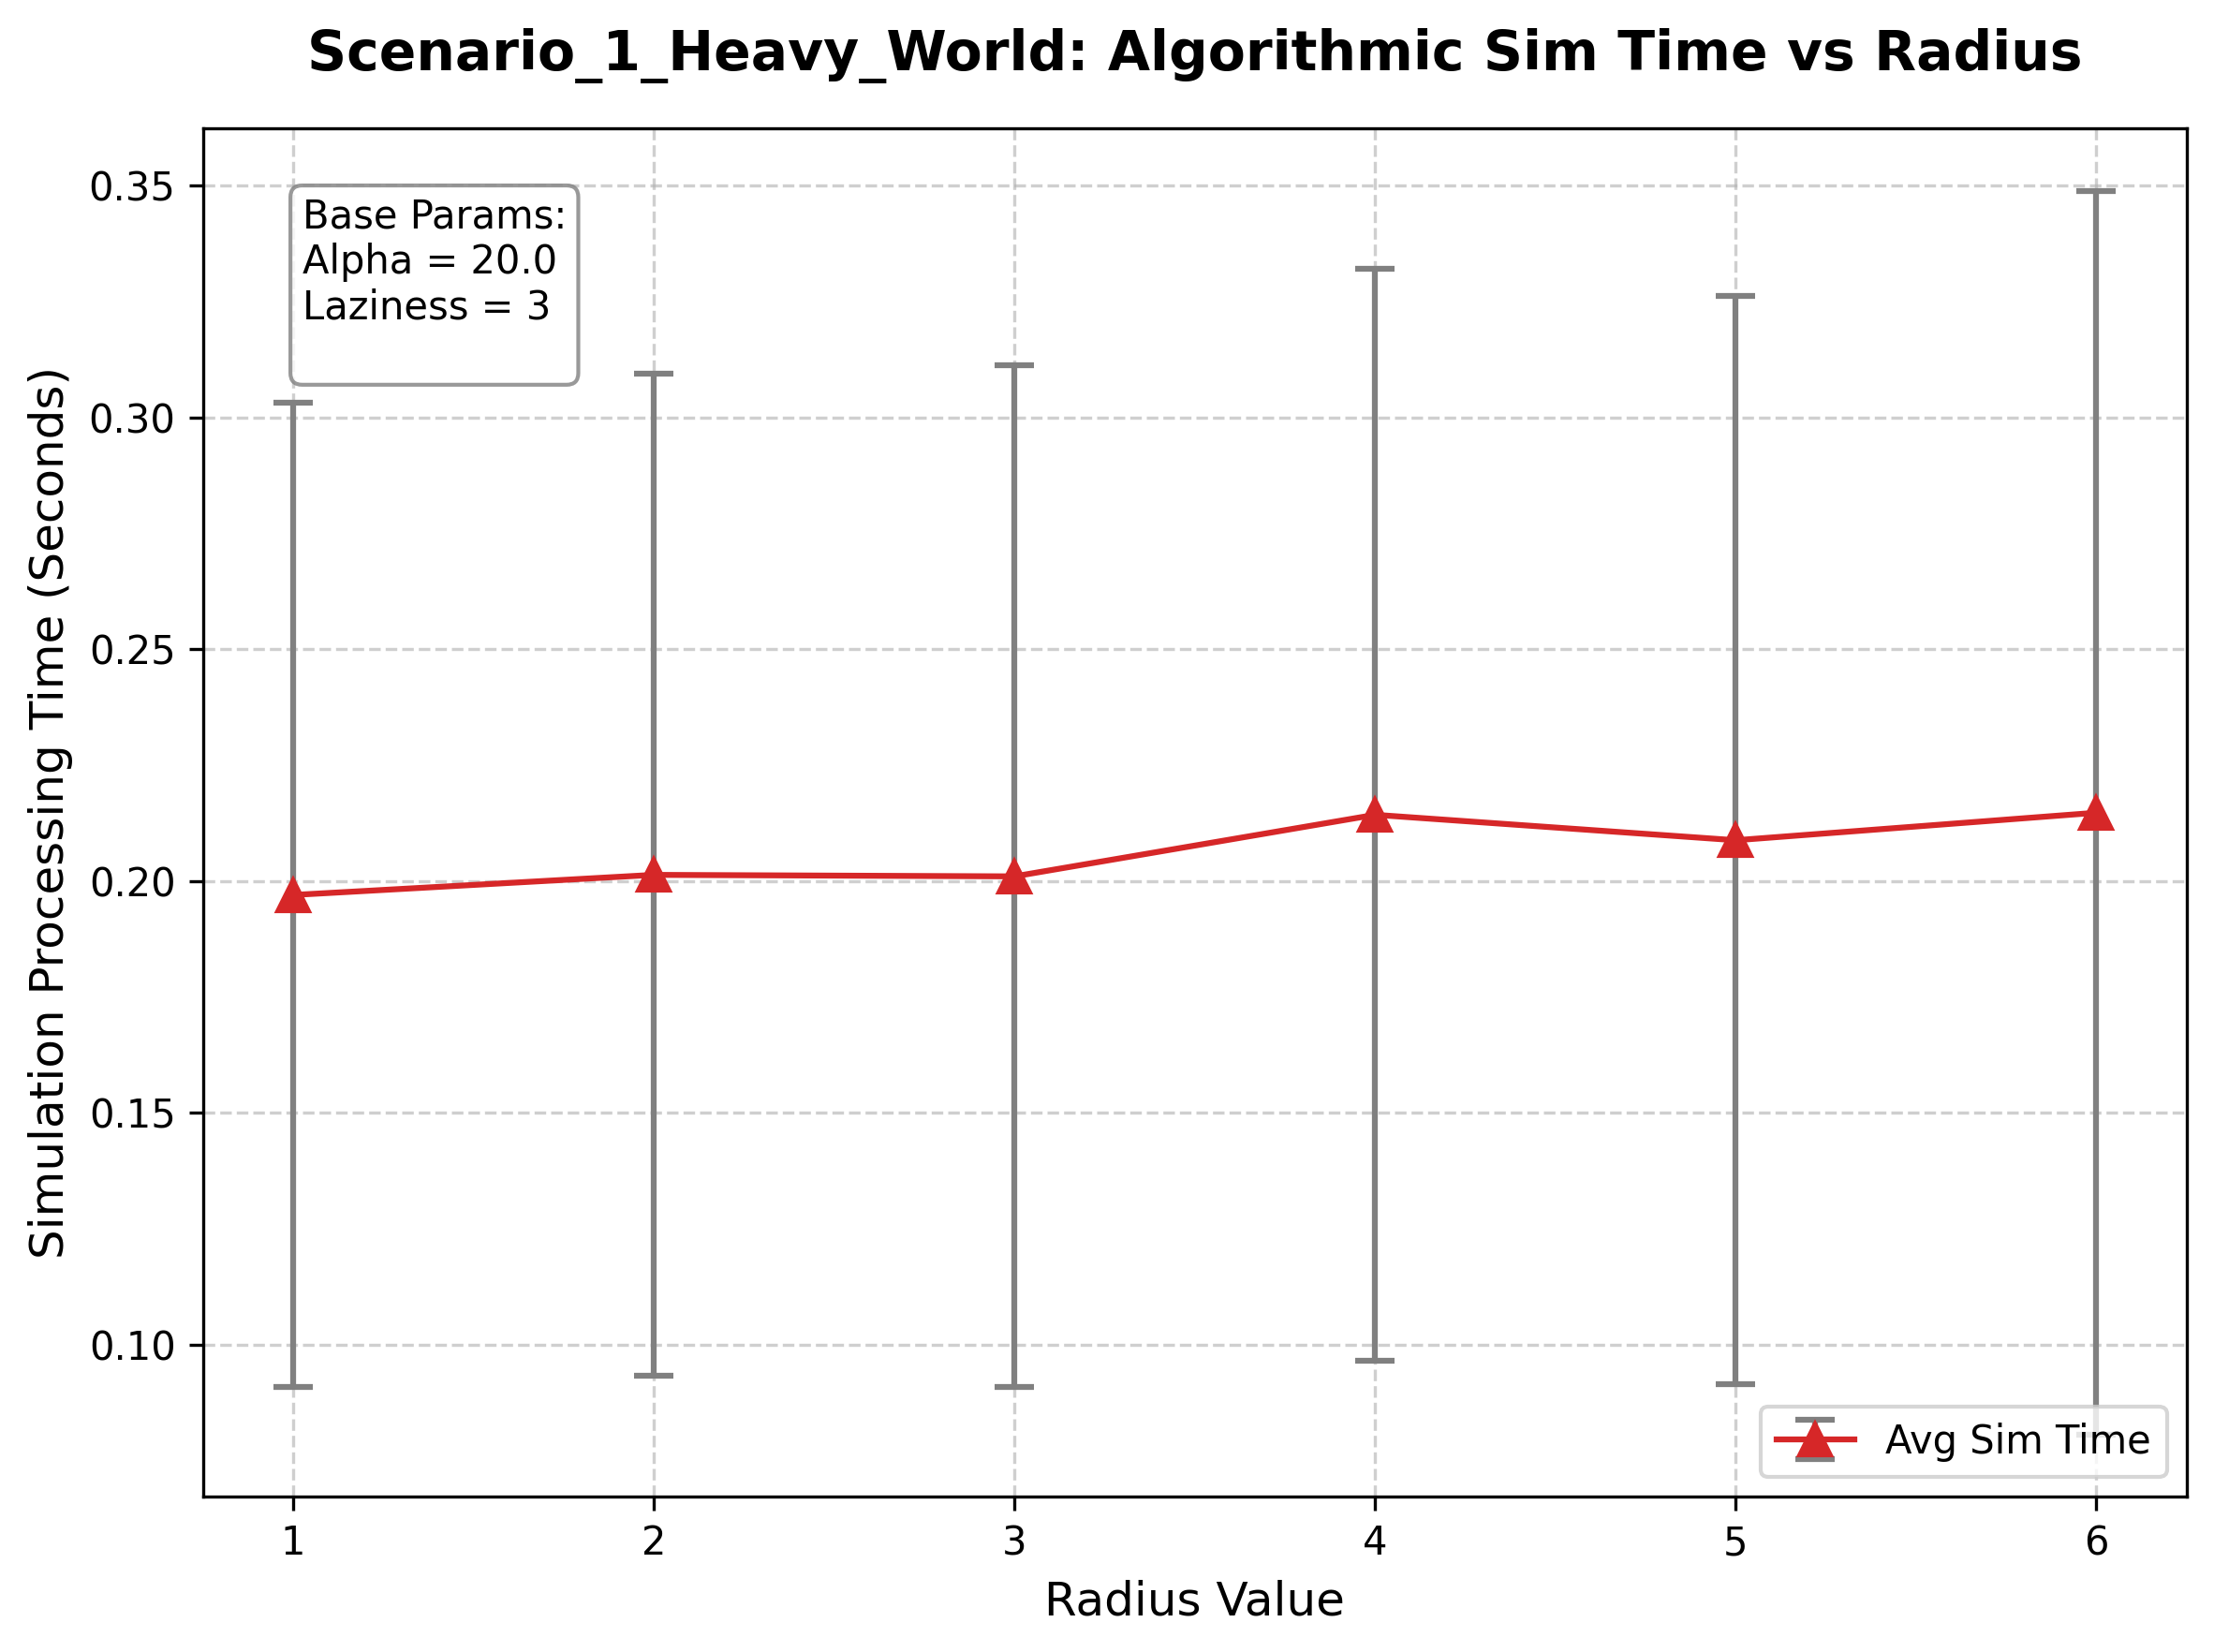 Scenario_1_Heavy_World: Algorithmic Sim Time vs Radius
Simulation Processing Time (Seconds)
0.35
0.30
0.25
0.20
0.15
0.10
Base Params:
Alpha = 20.0
Laziness = 3
Avg Sim Time
1
2
3
4
5
6
Radius Value